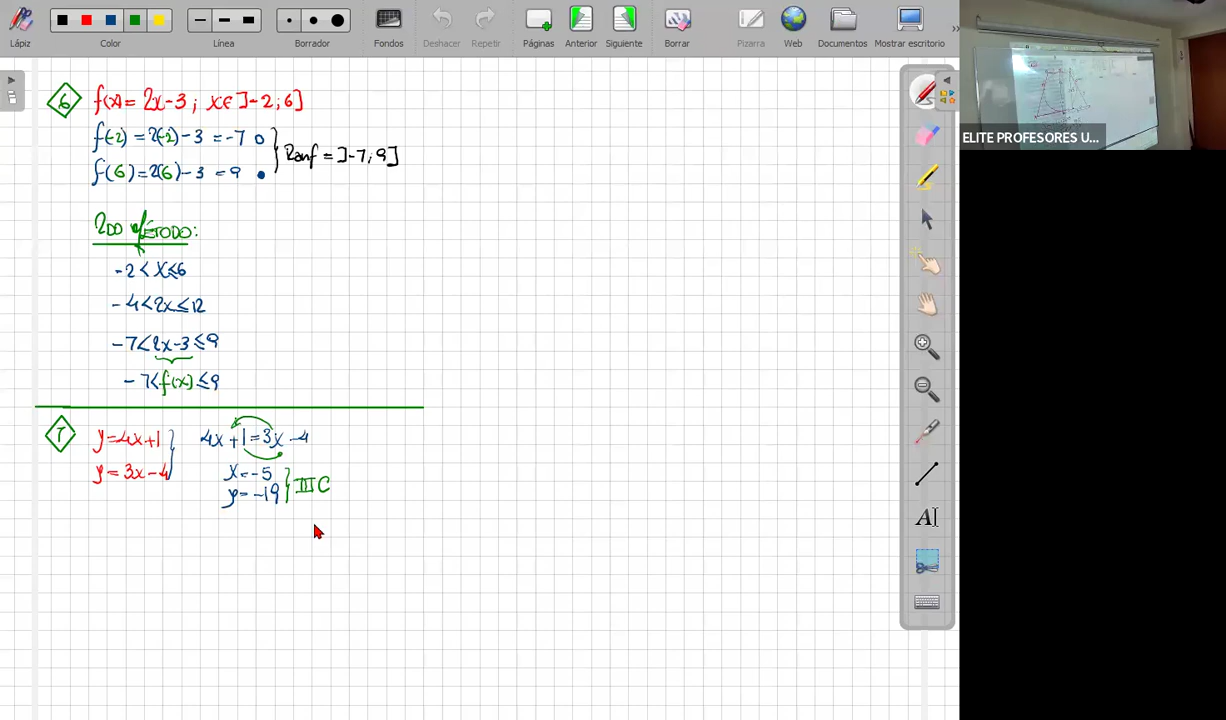 Lápiz
Color
Línea
Borrador
Fondos
Deshacer
Repetir
Páginas
Anterior
Siguiente
Borrar
Pizarra
Web
Documentos
Mostrar escritorio
»
ELITE PROFESORES U...
6
f(x) = 2x-3 ; x∈ ]-2 ; 6]
f(-2) = 2(-2) - 3 = -7
f(6) = 2(6) - 3 = 9
Ranf = ]-7 ; 9]
2DO MÉTODO:
-2 < x ≤ 6
-4 < 2x ≤ 12
-7 < 2x-3 ≤ 9
-7 < f(x) ≤ 9
7
y = 4x+1
y = 3x-4
4x+1 = 3x-4
x = -5
y = -19
III C
A